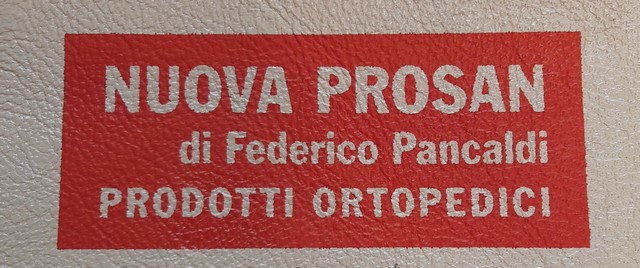 NUOVA PROSAN
di Federico Pancaldi
PRODOTTI ORTOPEDICI